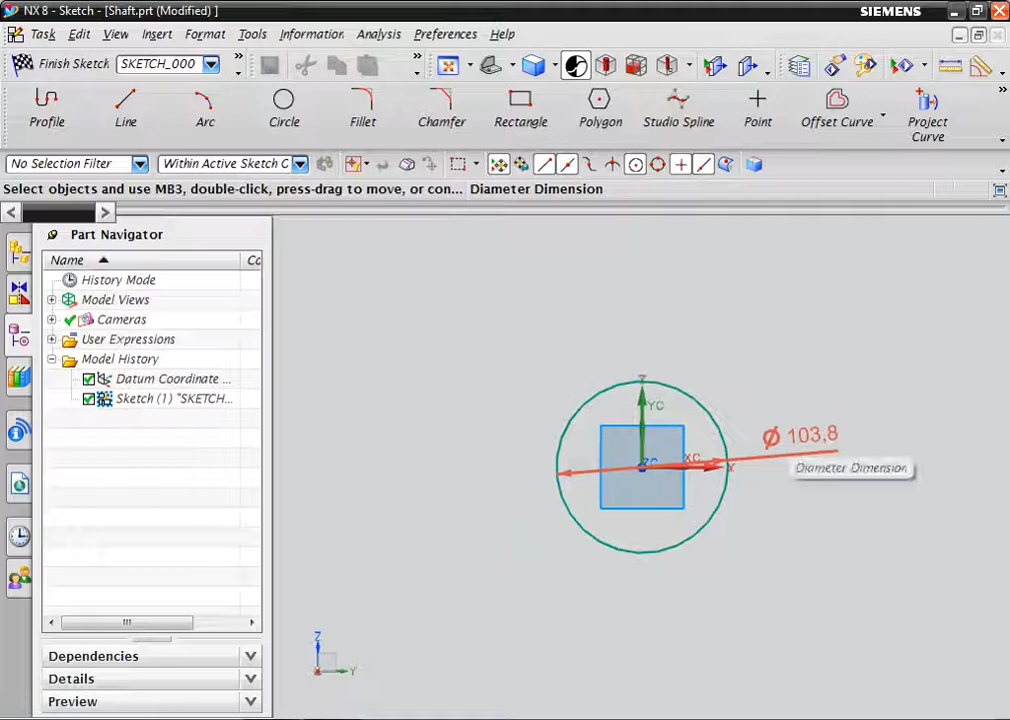 NX 8 - Sketch - [Shaft.prt (Modified) ]
SIEMENS
Task Edit View Insert Format Tools Information Analysis Preferences Help
Finish Sketch SKETCH_000
Profile Line Arc Circle Fillet Chamfer Rectangle Polygon Studio Spline Point Offset Curve Project Curve
No Selection Filter Within Active Sketch C
Select objects and use MB3, double-click, press-drag to move, or con... Diameter Dimension
Part Navigator
Name Co
History Mode
Model Views
Cameras
User Expressions
Model History
Datum Coordinate ...
Sketch (1) "SKETCH...
Dependencies
Details
Preview
Z
YC
ZC
XC
X
Ø 103,8
Diameter Dimension
Z
Y